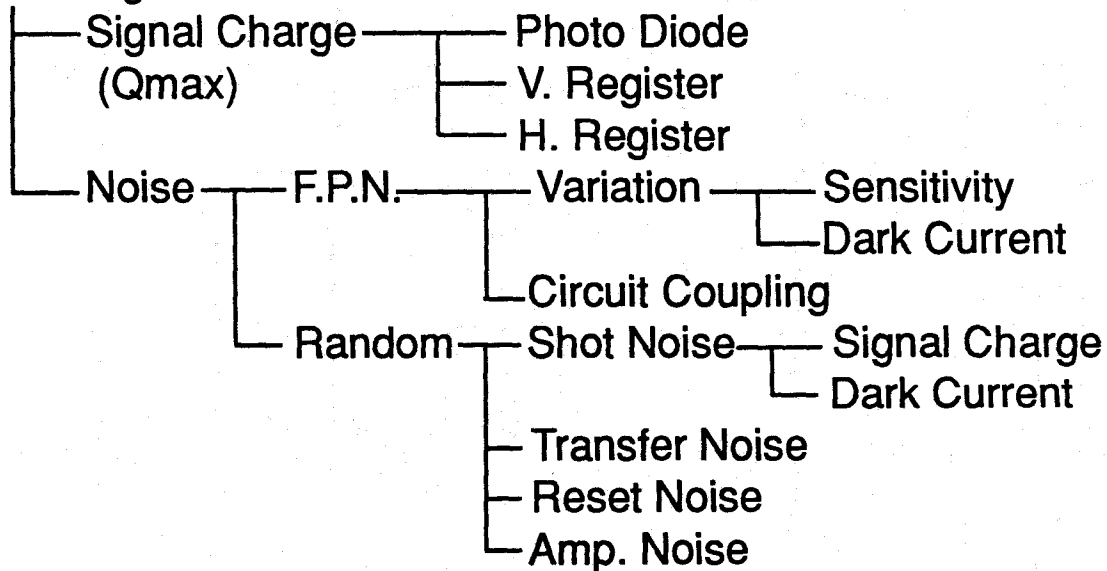 Signal Charge Photo Diode
(Qmax) V. Register
H. Register
Noise F.P.N. Variation Sensitivity
Dark Current
Circuit Coupling
Random Shot Noise Signal Charge
Dark Current
Transfer Noise
Reset Noise
Amp. Noise